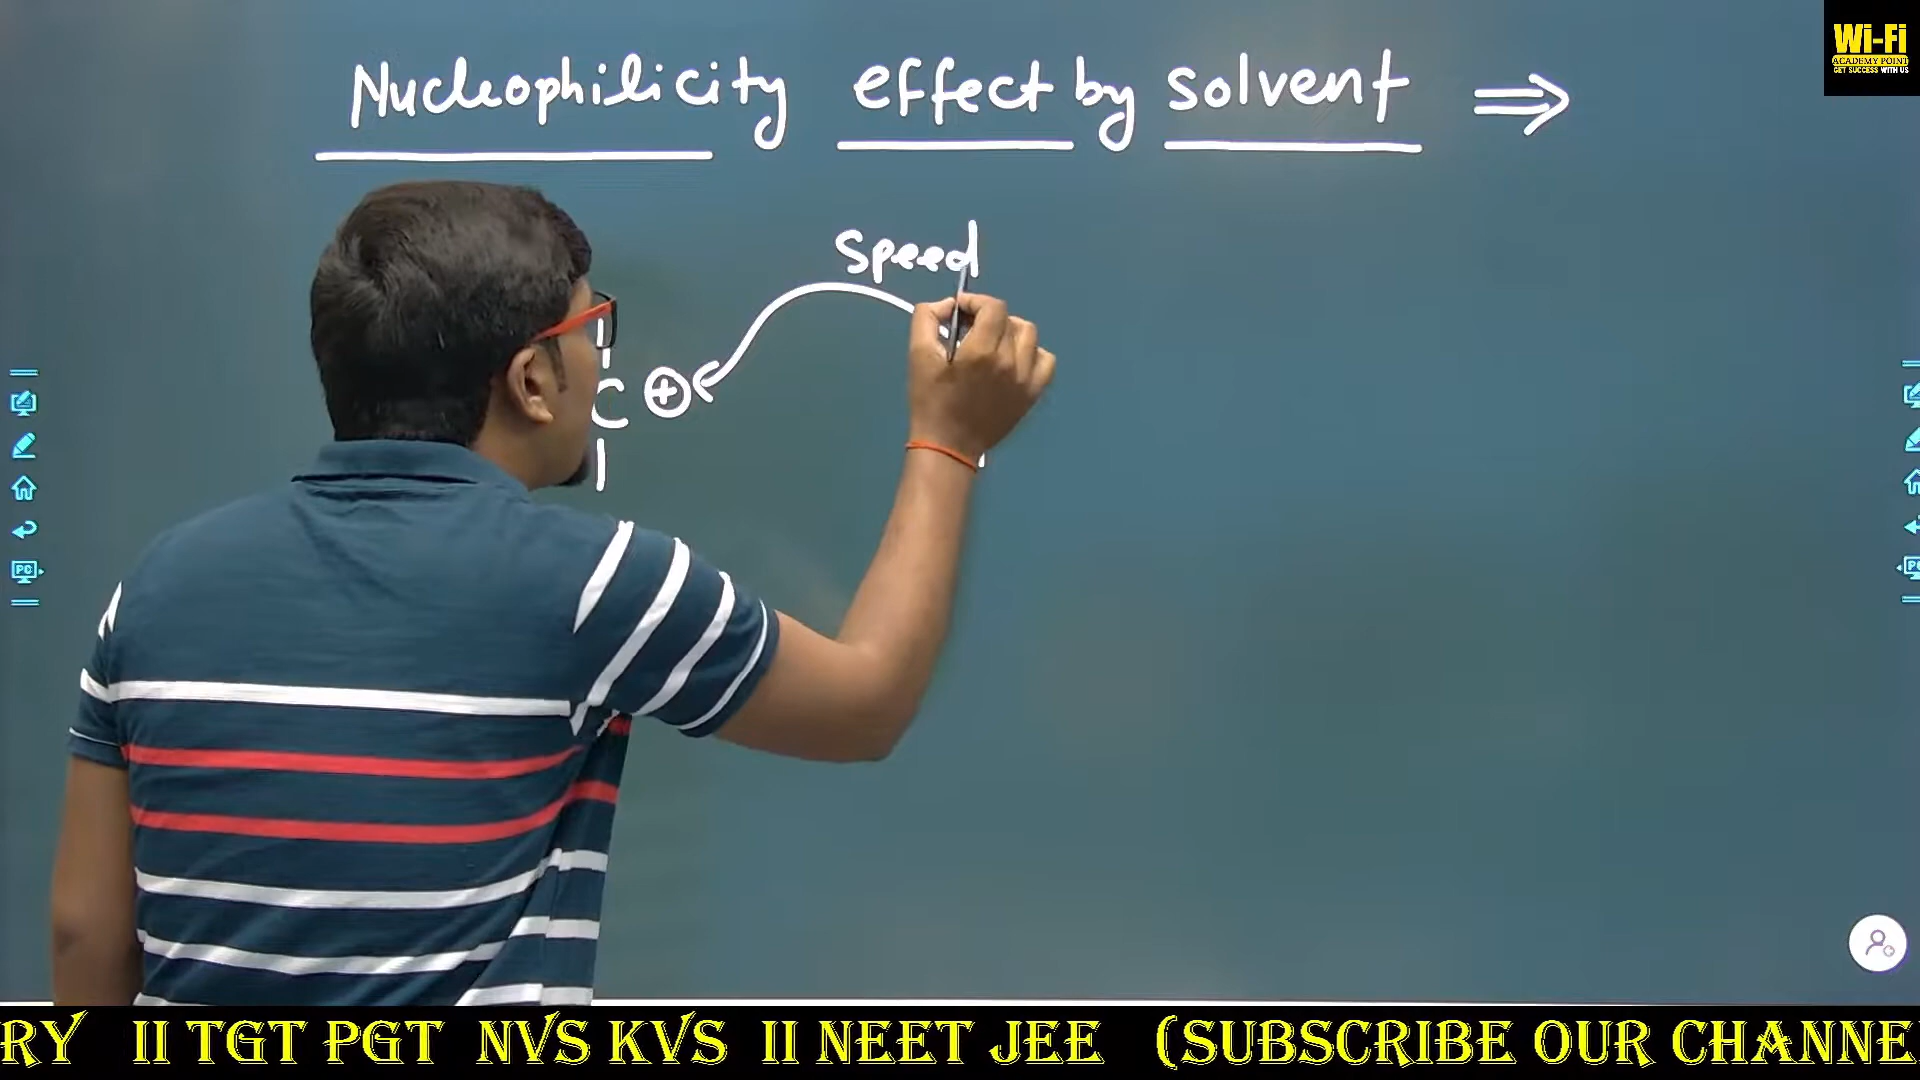 Nucleophilicity effect by solvent ⇒
Wi-Fi
ACADEMY POINT
GET SUCCESS WITH US
Speed
C ⊕
PC
RY II TGT PGT NVS KVS II NEET JEE (SUBSCRIBE OUR CHANNE